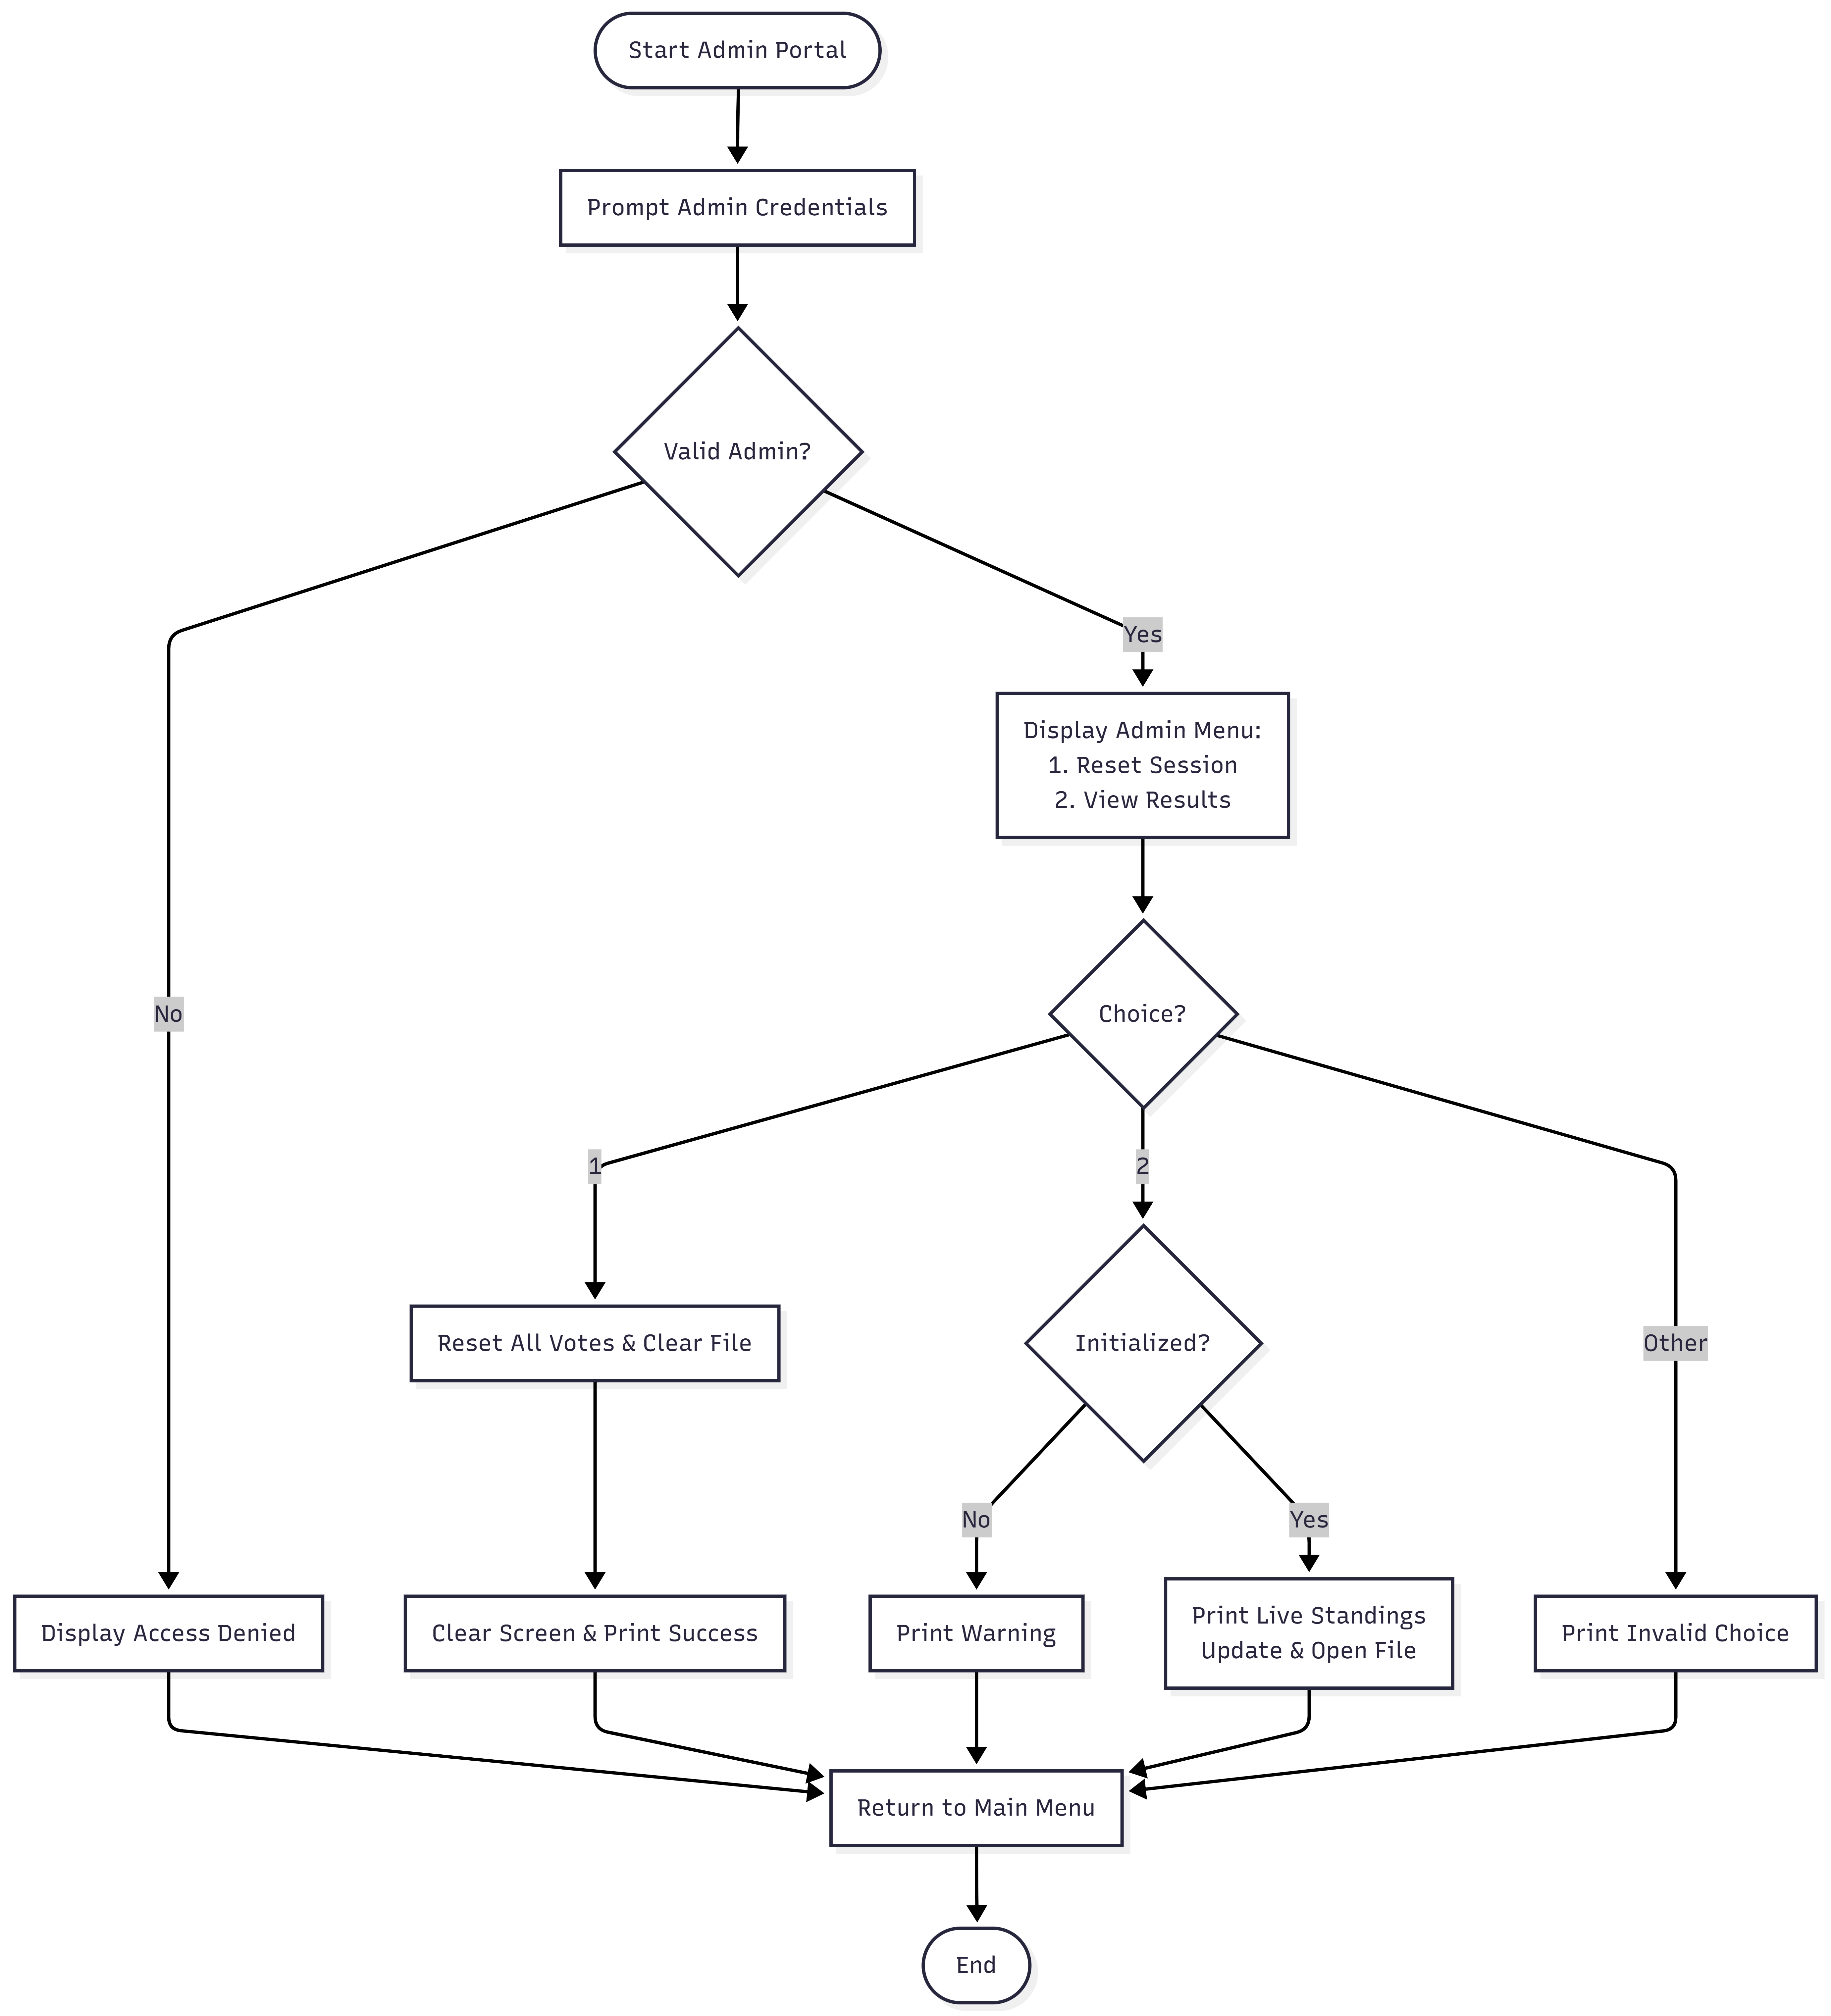 Start Admin Portal
Prompt Admin Credentials
Valid Admin?
Yes
Display Admin Menu:
1. Reset Session
2. View Results
No
Choice?
1
2
Reset All Votes & Clear File
Initialized?
Other
No
Yes
Display Access Denied
Clear Screen & Print Success
Print Warning
Print Live Standings
Update & Open File
Print Invalid Choice
Return to Main Menu
End